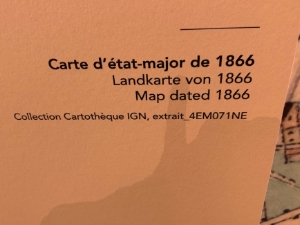 Carte d'état-major de 1866
Landkarte von 1866
Map dated 1866
Collection Cartothèque IGN, extrait_4EM071NE